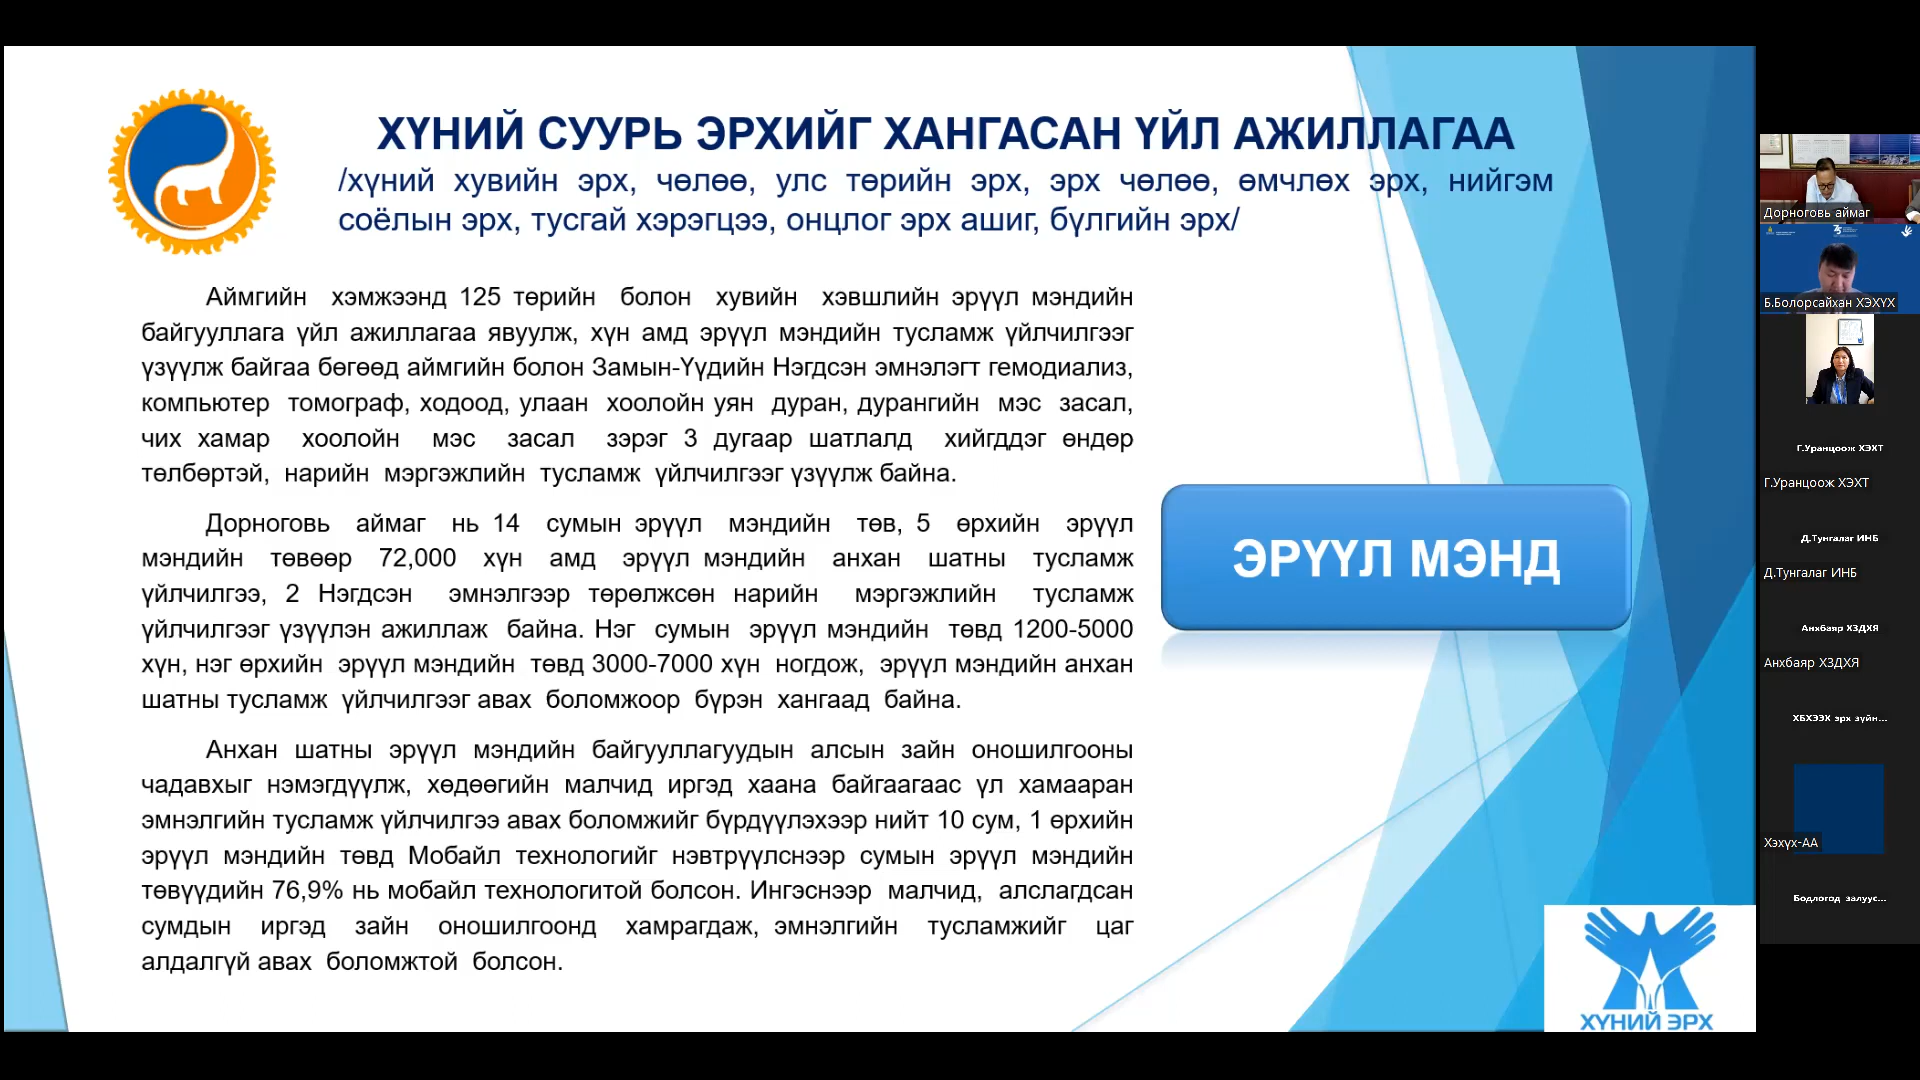 ХҮНИЙ СУУРЬ ЭРХИЙГ ХАНГАСАН ҮЙЛ АЖИЛЛАГАА
/хүний хувийн эрх, чөлөө, улс төрийн эрх, эрх чөлөө, өмчлөх эрх, нийгэм
соёлын эрх, тусгай хэрэгцээ, онцлог эрх ашиг, бүлгийн эрх/
Аймгийн хэмжээнд 125 төрийн болон хувийн хэвшлийн эрүүл мэндийн
байгууллага үйл ажиллагаа явуулж, хүн амд эрүүл мэндийн тусламж үйлчилгээг
үзүүлж байгаа бөгөөд аймгийн болон Замын-Үүдийн Нэгдсэн эмнэлэгт гемодиализ,
компьютер томограф, ходоод, улаан хоолойн уян дуран, дурангийн мэс засал,
чих хамар хоолойн мэс засал зэрэг 3 дугаар шатлалд хийгддэг өндөр
төлбөртэй, нарийн мэргэжлийн тусламж үйлчилгээг үзүүлж байна.
Дорноговь аймаг нь 14 сумын эрүүл мэндийн төв, 5 өрхийн эрүүл
мэндийн төвөөр 72,000 хүн амд эрүүл мэндийн анхан шатны тусламж
үйлчилгээ, 2 Нэгдсэн эмнэлгээр төрөлжсөн нарийн мэргэжлийн тусламж
үйлчилгээг үзүүлэн ажиллаж байна. Нэг сумын эрүүл мэндийн төвд 1200-5000
хүн, нэг өрхийн эрүүл мэндийн төвд 3000-7000 хүн ногдож, эрүүл мэндийн анхан
шатны тусламж үйлчилгээг авах боломжоор бүрэн хангаад байна.
Анхан шатны эрүүл мэндийн байгууллагуудын алсын зайн оношилгооны
чадавхыг нэмэгдүүлж, хөдөөгийн малчид иргэд хаана байгаагаас үл хамааран
эмнэлгийн тусламж үйлчилгээ авах боломжийг бүрдүүлэхээр нийт 10 сум, 1 өрхийн
эрүүл мэндийн төвд Мобайл технологийг нэвтрүүлснээр сумын эрүүл мэндийн
төвүүдийн 76,9% нь мобайл технологитой болсон. Ингэснээр малчид, алслагдсан
сумдын иргэд зайн оношилгоонд хамрагдаж, эмнэлгийн тусламжийг цаг
алдалгүй авах боломжтой болсон.
ЭРҮҮЛ МЭНД
ХҮНИЙ ЭРХ
Дорноговь аймаг
Б.Болорсайхан ХЭХҮХ
Г.Уранцоож ХЭХТ
Г.Уранцоож ХЭХТ
Д.Тунгалаг ИНБ
Д.Тунгалаг ИНБ
Анхбаяр ХЗДХЯ
Анхбаяр ХЗДХЯ
ХБХЭЭХ эрх зүйн...
Хэхүх-АА
Бодлогод залуус...